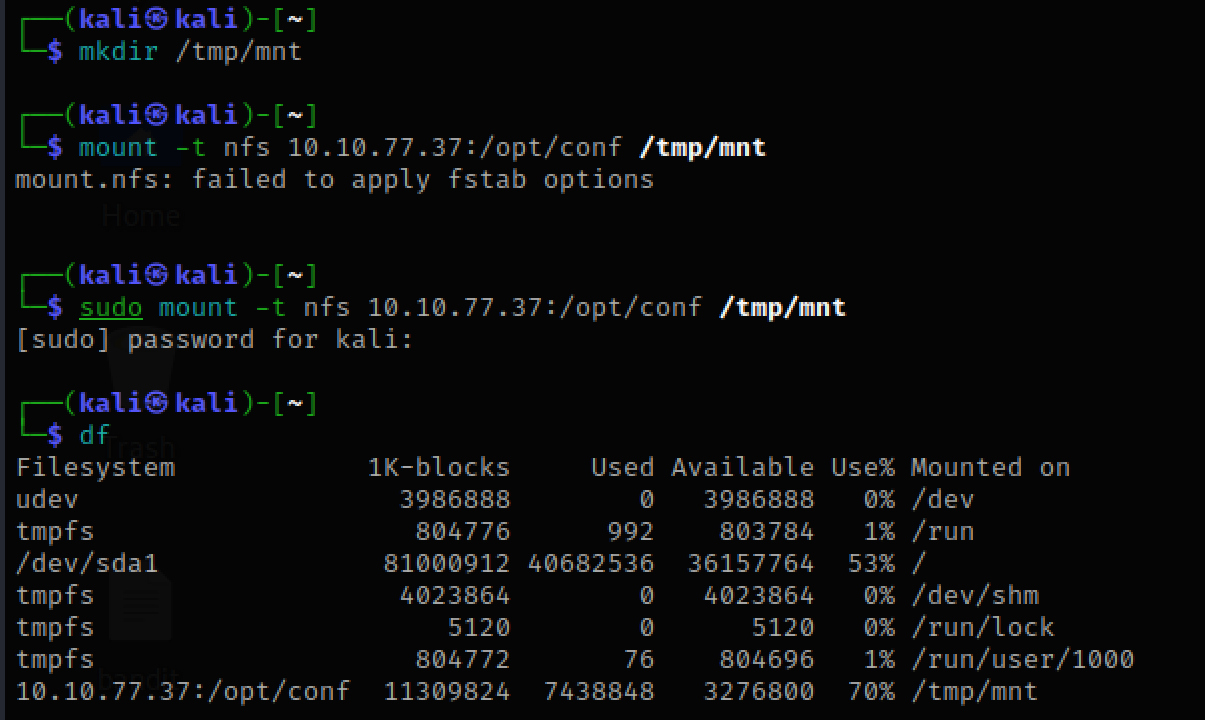 ┌──(kali㉿kali)-[~]
└─$ mkdir /tmp/mnt
┌──(kali㉿kali)-[~]
└─$ mount -t nfs 10.10.77.37:/opt/conf /tmp/mnt
mount.nfs: failed to apply fstab options
Home
┌──(kali㉿kali)-[~]
└─$ sudo mount -t nfs 10.10.77.37:/opt/conf /tmp/mnt
[sudo] password for kali:
┌──(kali㉿kali)-[~]
└─$ df
Trash
Filesystem 1K-blocks Used Available Use% Mounted on
udev 3986888 0 3986888 0% /dev
tmpfs 804776 992 803784 1% /run
/dev/sda1 81000912 40682536 36157764 53% /
tmpfs 4023864 0 4023864 0% /dev/shm
tmpfs 5120 0 5120 0% /run/lock
tmpfs 804772 76 804696 1% /run/user/1000
bandit
10.10.77.37:/opt/conf 11309824 7438848 3276800 70% /tmp/mnt